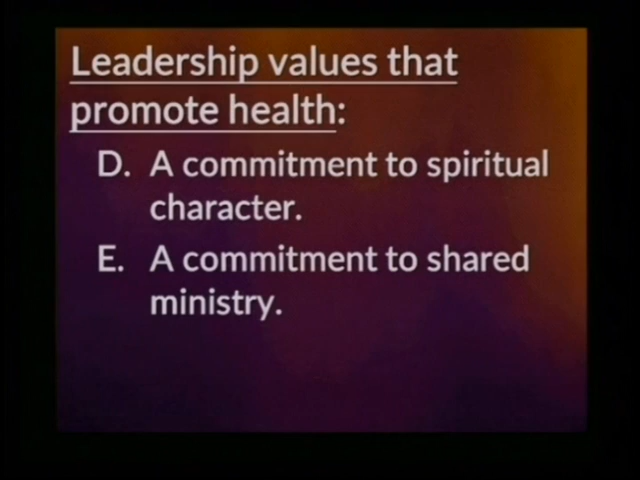 Leadership values that
promote health:
D. A commitment to spiritual
character.
E. A commitment to shared
ministry.